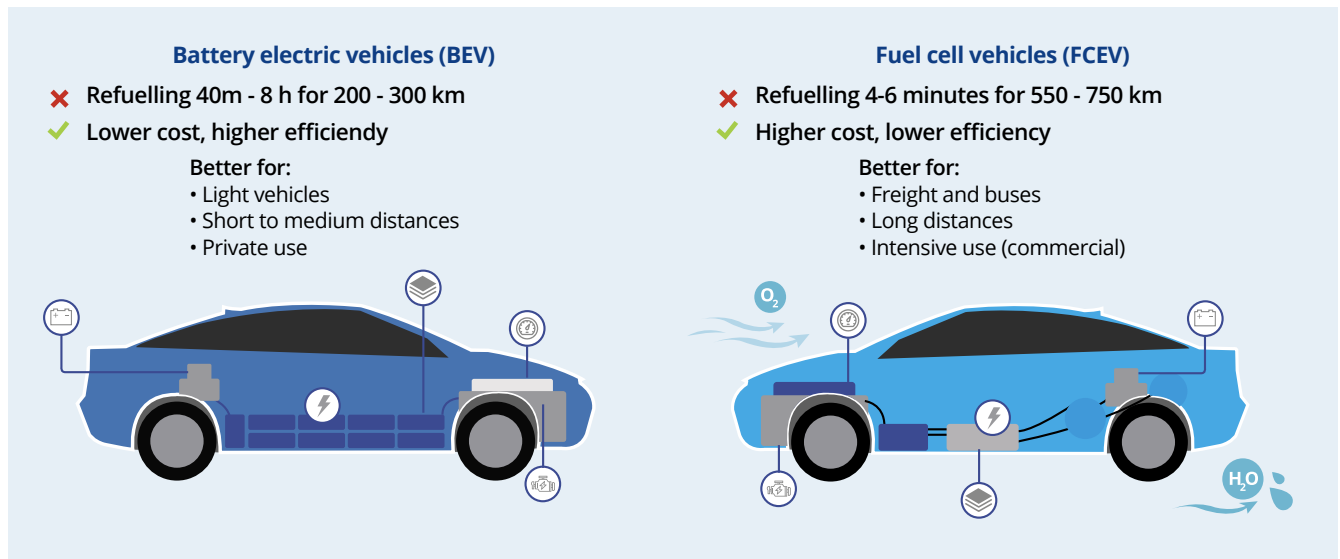 Battery electric vehicles (BEV)
Refuelling 40m - 8 h for 200 - 300 km
Lower cost, higher efficiendy
Better for:
• Light vehicles
• Short to medium distances
• Private use
Fuel cell vehicles (FCEV)
Refuelling 4-6 minutes for 550 - 750 km
Higher cost, lower efficiency
Better for:
• Freight and buses
• Long distances
• Intensive use (commercial)
O₂
H₂O